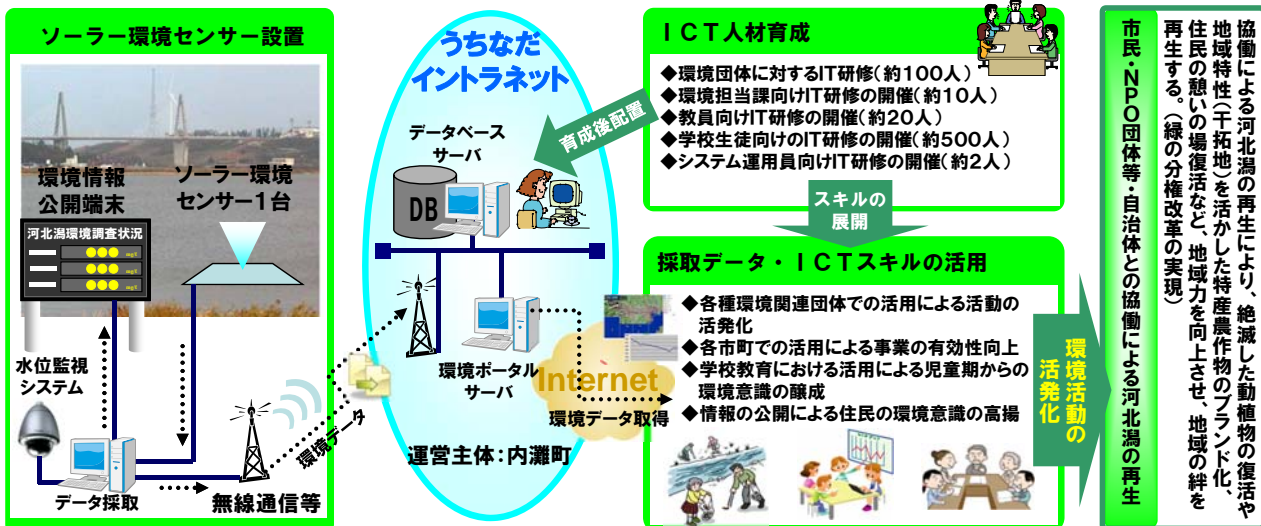 ソーラー環境センサー設置
環境情報
公開端末
ソーラー環境
センサー1台
河北潟環境調査状況
mg/ℓ
mg/ℓ
mg/ℓ
水位監視
システム
データ採取
無線通信等
環境データ
うちなだ
イントラネット
データベース
サーバ
DB
環境ポータル
サーバ
運営主体:内灘町
育成後配置
Internet
環境データ取得
ICT人材育成
◆環境団体に対するIT研修(約100人)
◆環境担当課向けIT研修の開催(約10人)
◆教員向けIT研修の開催(約20人)
◆学校生徒向けのIT研修の開催(約500人)
◆システム運用員向けIT研修の開催(約2人)
スキルの
展開
採取データ・ICTスキルの活用
◆各種環境関連団体での活用による活動の
活発化
◆各市町での活用による事業の有効性向上
◆学校教育における活用による児童期からの
環境意識の醸成
◆情報の公開による住民の環境意識の高揚
環境活動の
活発化
協働による河北潟の再生により、絶滅した動植物の復活や
地域特性(干拓地)を活かした特産農作物のブランド化、
住民の憩いの場復活など、地域力を向上させ、地域の絆を
再生する。(緑の分権改革の実現)
市民・NPO団体等・自治体との協働による河北潟の再生